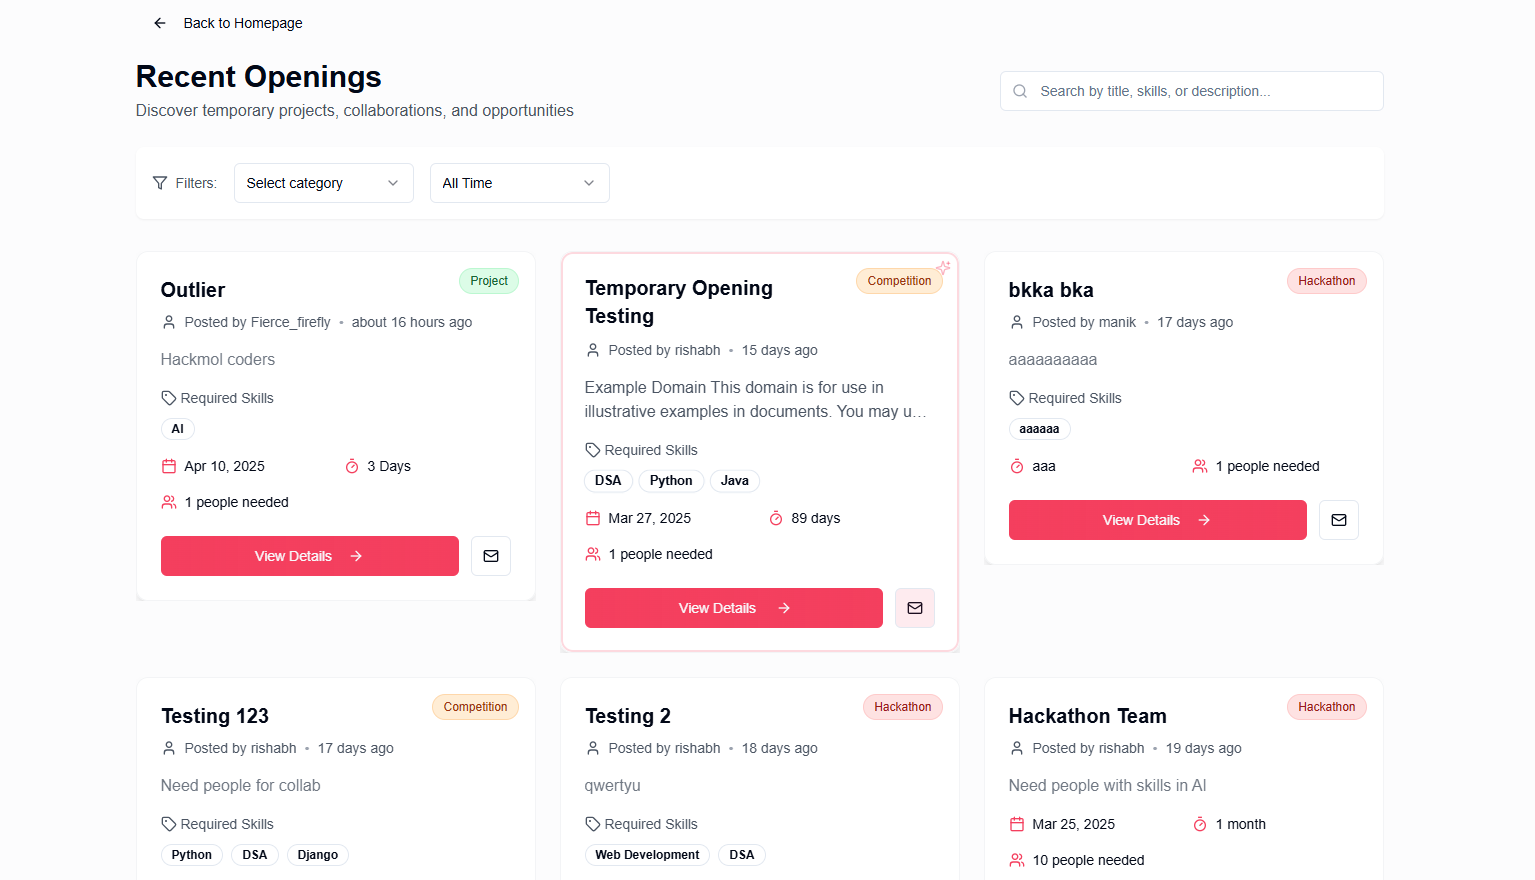 Back to Homepage
Recent Openings
Discover temporary projects, collaborations, and opportunities
Search by title, skills, or description...
Filters:
Select category
All Time
Project
Outlier
Posted by Fierce_firefly • about 16 hours ago
Hackmol coders
Required Skills
AI
Apr 10, 2025
3 Days
1 people needed
View Details
Competition
Temporary Opening
Testing
Posted by rishabh • 15 days ago
Example Domain This domain is for use in
illustrative examples in documents. You may u…
Required Skills
DSA
Python
Java
Mar 27, 2025
89 days
1 people needed
View Details
Hackathon
bkka bka
Posted by manik • 17 days ago
aaaaaaaaaa
Required Skills
aaaaaa
aaa
1 people needed
View Details
Competition
Testing 123
Posted by rishabh • 17 days ago
Need people for collab
Required Skills
Python
DSA
Django
Hackathon
Testing 2
Posted by rishabh • 18 days ago
qwertyu
Required Skills
Web Development
DSA
Hackathon
Hackathon Team
Posted by rishabh • 19 days ago
Need people with skills in AI
Mar 25, 2025
1 month
10 people needed